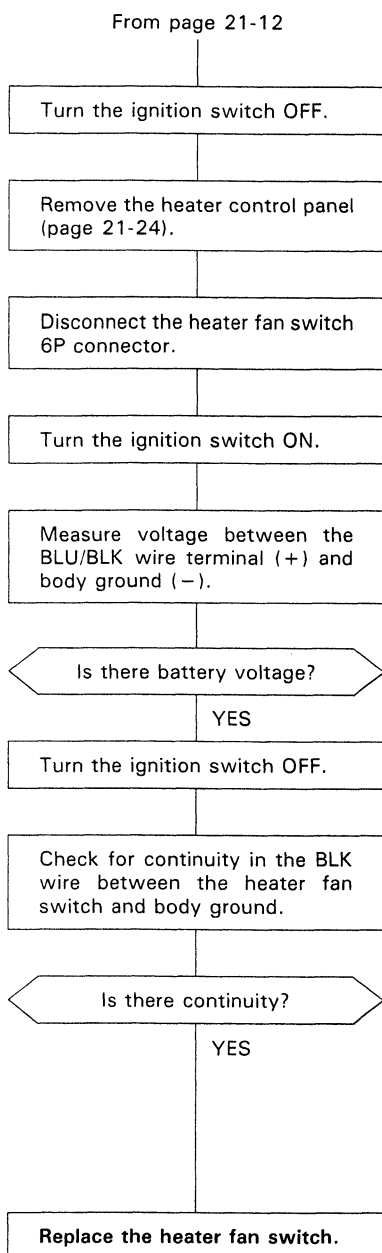 From page 21-12
Turn the ignition switch OFF.
Remove the heater control panel
(page 21-24).
Disconnect the heater fan switch
6P connector.
Turn the ignition switch ON.
Measure voltage between the
BLU/BLK wire terminal (+) and
body ground (−).
Is there battery voltage?
YES
Turn the ignition switch OFF.
Check for continuity in the BLK
wire between the heater fan
switch and body ground.
Is there continuity?
YES
Replace the heater fan switch.